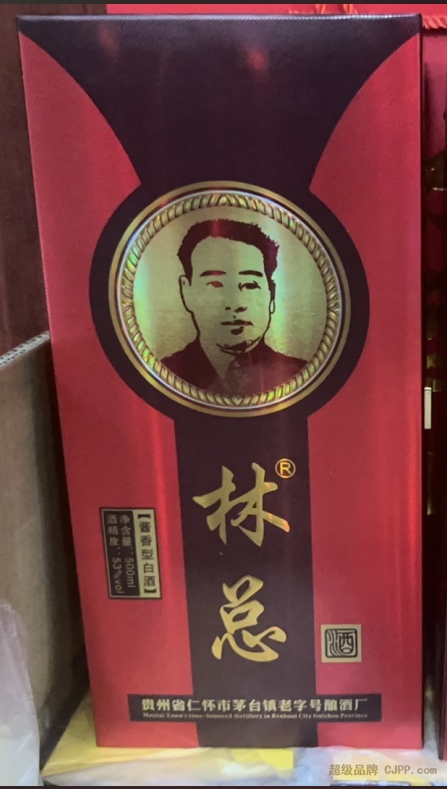 林®
总
【酱香型白酒】
净含量：500ml
酒精度：53%vol
酒
贵州省仁怀市茅台镇老字号酿酒厂
Moutai Town's time-honoured distillery in Renhuai City Guizhou Province
超级品牌 CJPP.com